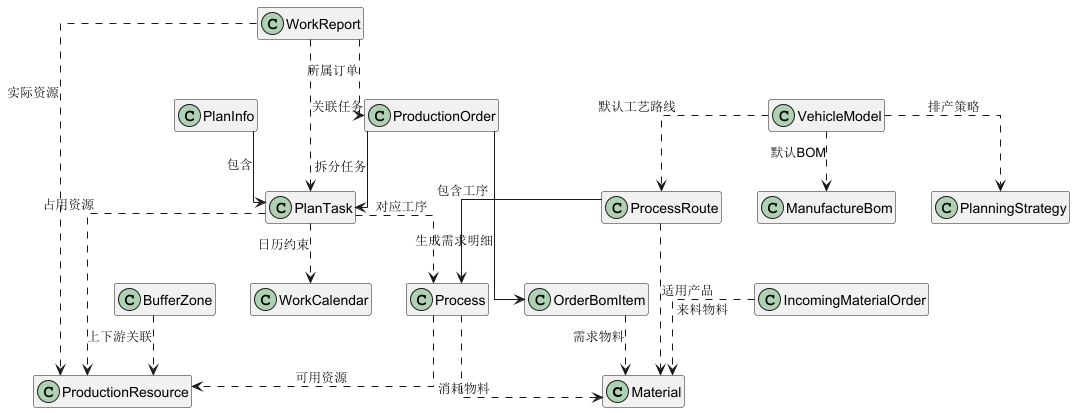 C WorkReport
所属订单
实际资源
关联任务
C PlanInfo
C ProductionOrder
默认工艺路线
C VehicleModel
排产策略
包含
拆分任务
默认BOM
包含工序
C PlanTask
C ProcessRoute
C ManufactureBom
C PlanningStrategy
占用资源
对应工序
日历约束
生成需求明细
C BufferZone
C WorkCalendar
C Process
C OrderBomItem
适用产品
C IncomingMaterialOrder
来料物料
上下游关联
需求物料
可用资源
消耗物料
C ProductionResource
C Material